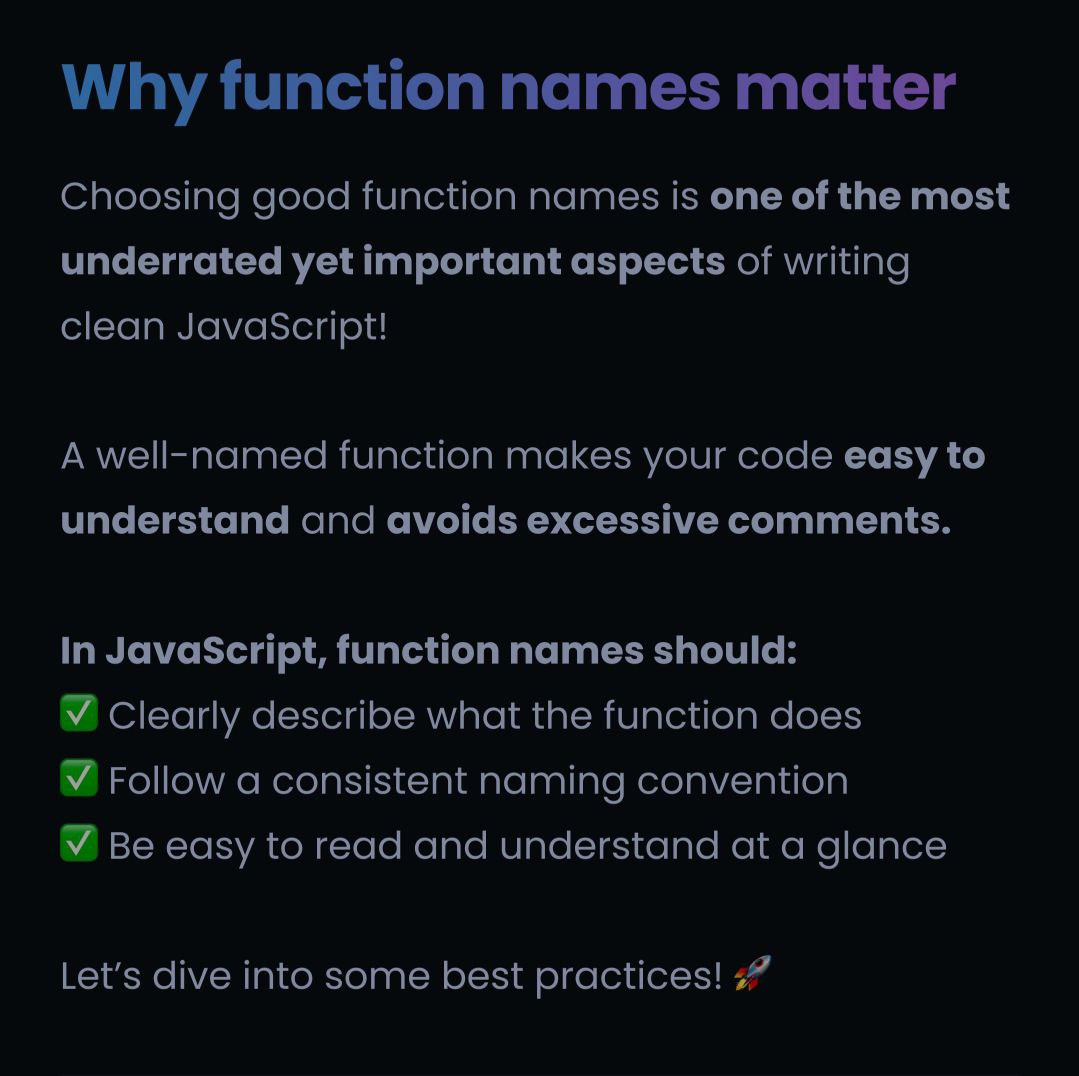 Why function names matter
Choosing good function names is one of the most
underrated yet important aspects of writing
clean JavaScript!
A well-named function makes your code easy to
understand and avoids excessive comments.
In JavaScript, function names should:
✅ Clearly describe what the function does
✅ Follow a consistent naming convention
✅ Be easy to read and understand at a glance
Let’s dive into some best practices! 🚀